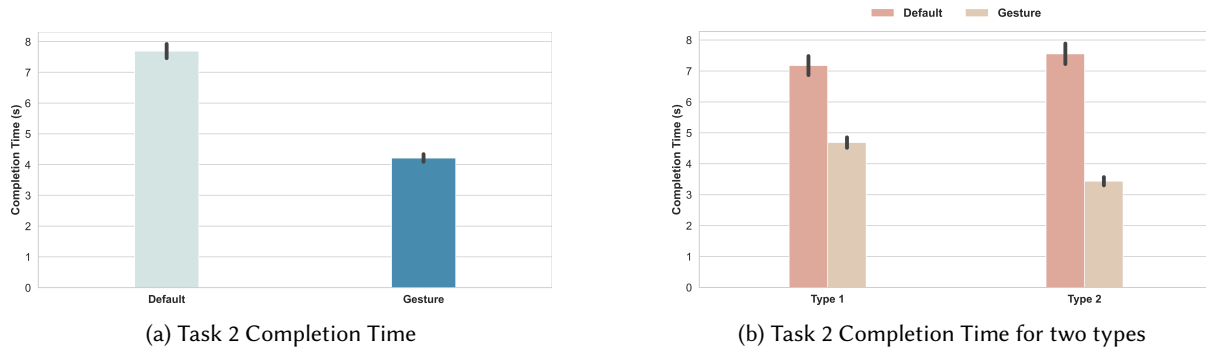 Completion Time (s)
8
7
6
5
4
3
2
1
0
Default
Gesture
(a) Task 2 Completion Time
Default
Gesture
Completion Time (s)
8
7
6
5
4
3
2
1
0
Type 1
Type 2
(b) Task 2 Completion Time for two types